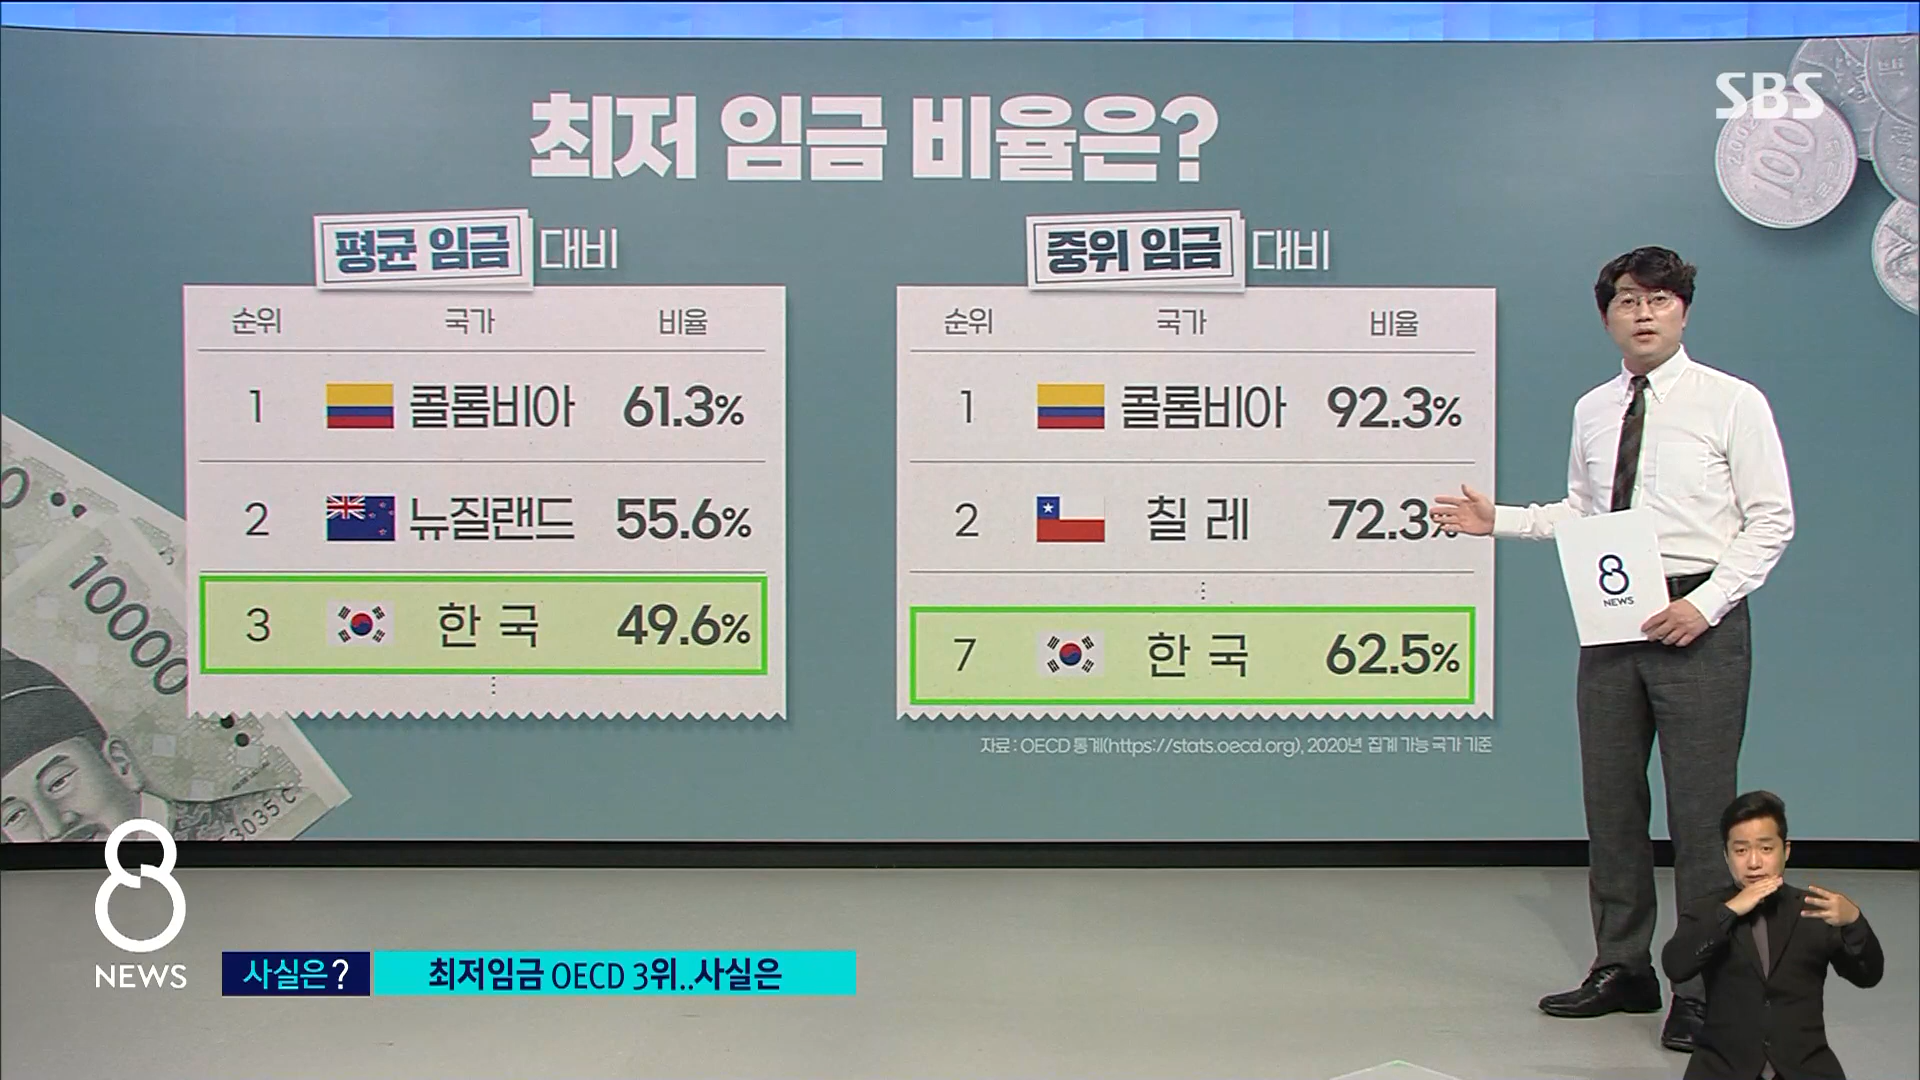 SBS
최저 임금 비율은?
평균 임금 대비
순위 국가 비율
1 콜롬비아 61.3%
2 뉴질랜드 55.6%
3 한 국 49.6%
⋮
중위 임금 대비
순위 국가 비율
1 콜롬비아 92.3%
2 칠 레 72.3%
⋮
7 한 국 62.5%
자료 : OECD 통계(https://stats.oecd.org), 2020년 집계 가능 국가 기준
100
10000
53035 C
8
NEWS
8
NEWS
사실은? 최저임금 OECD 3위..사실은